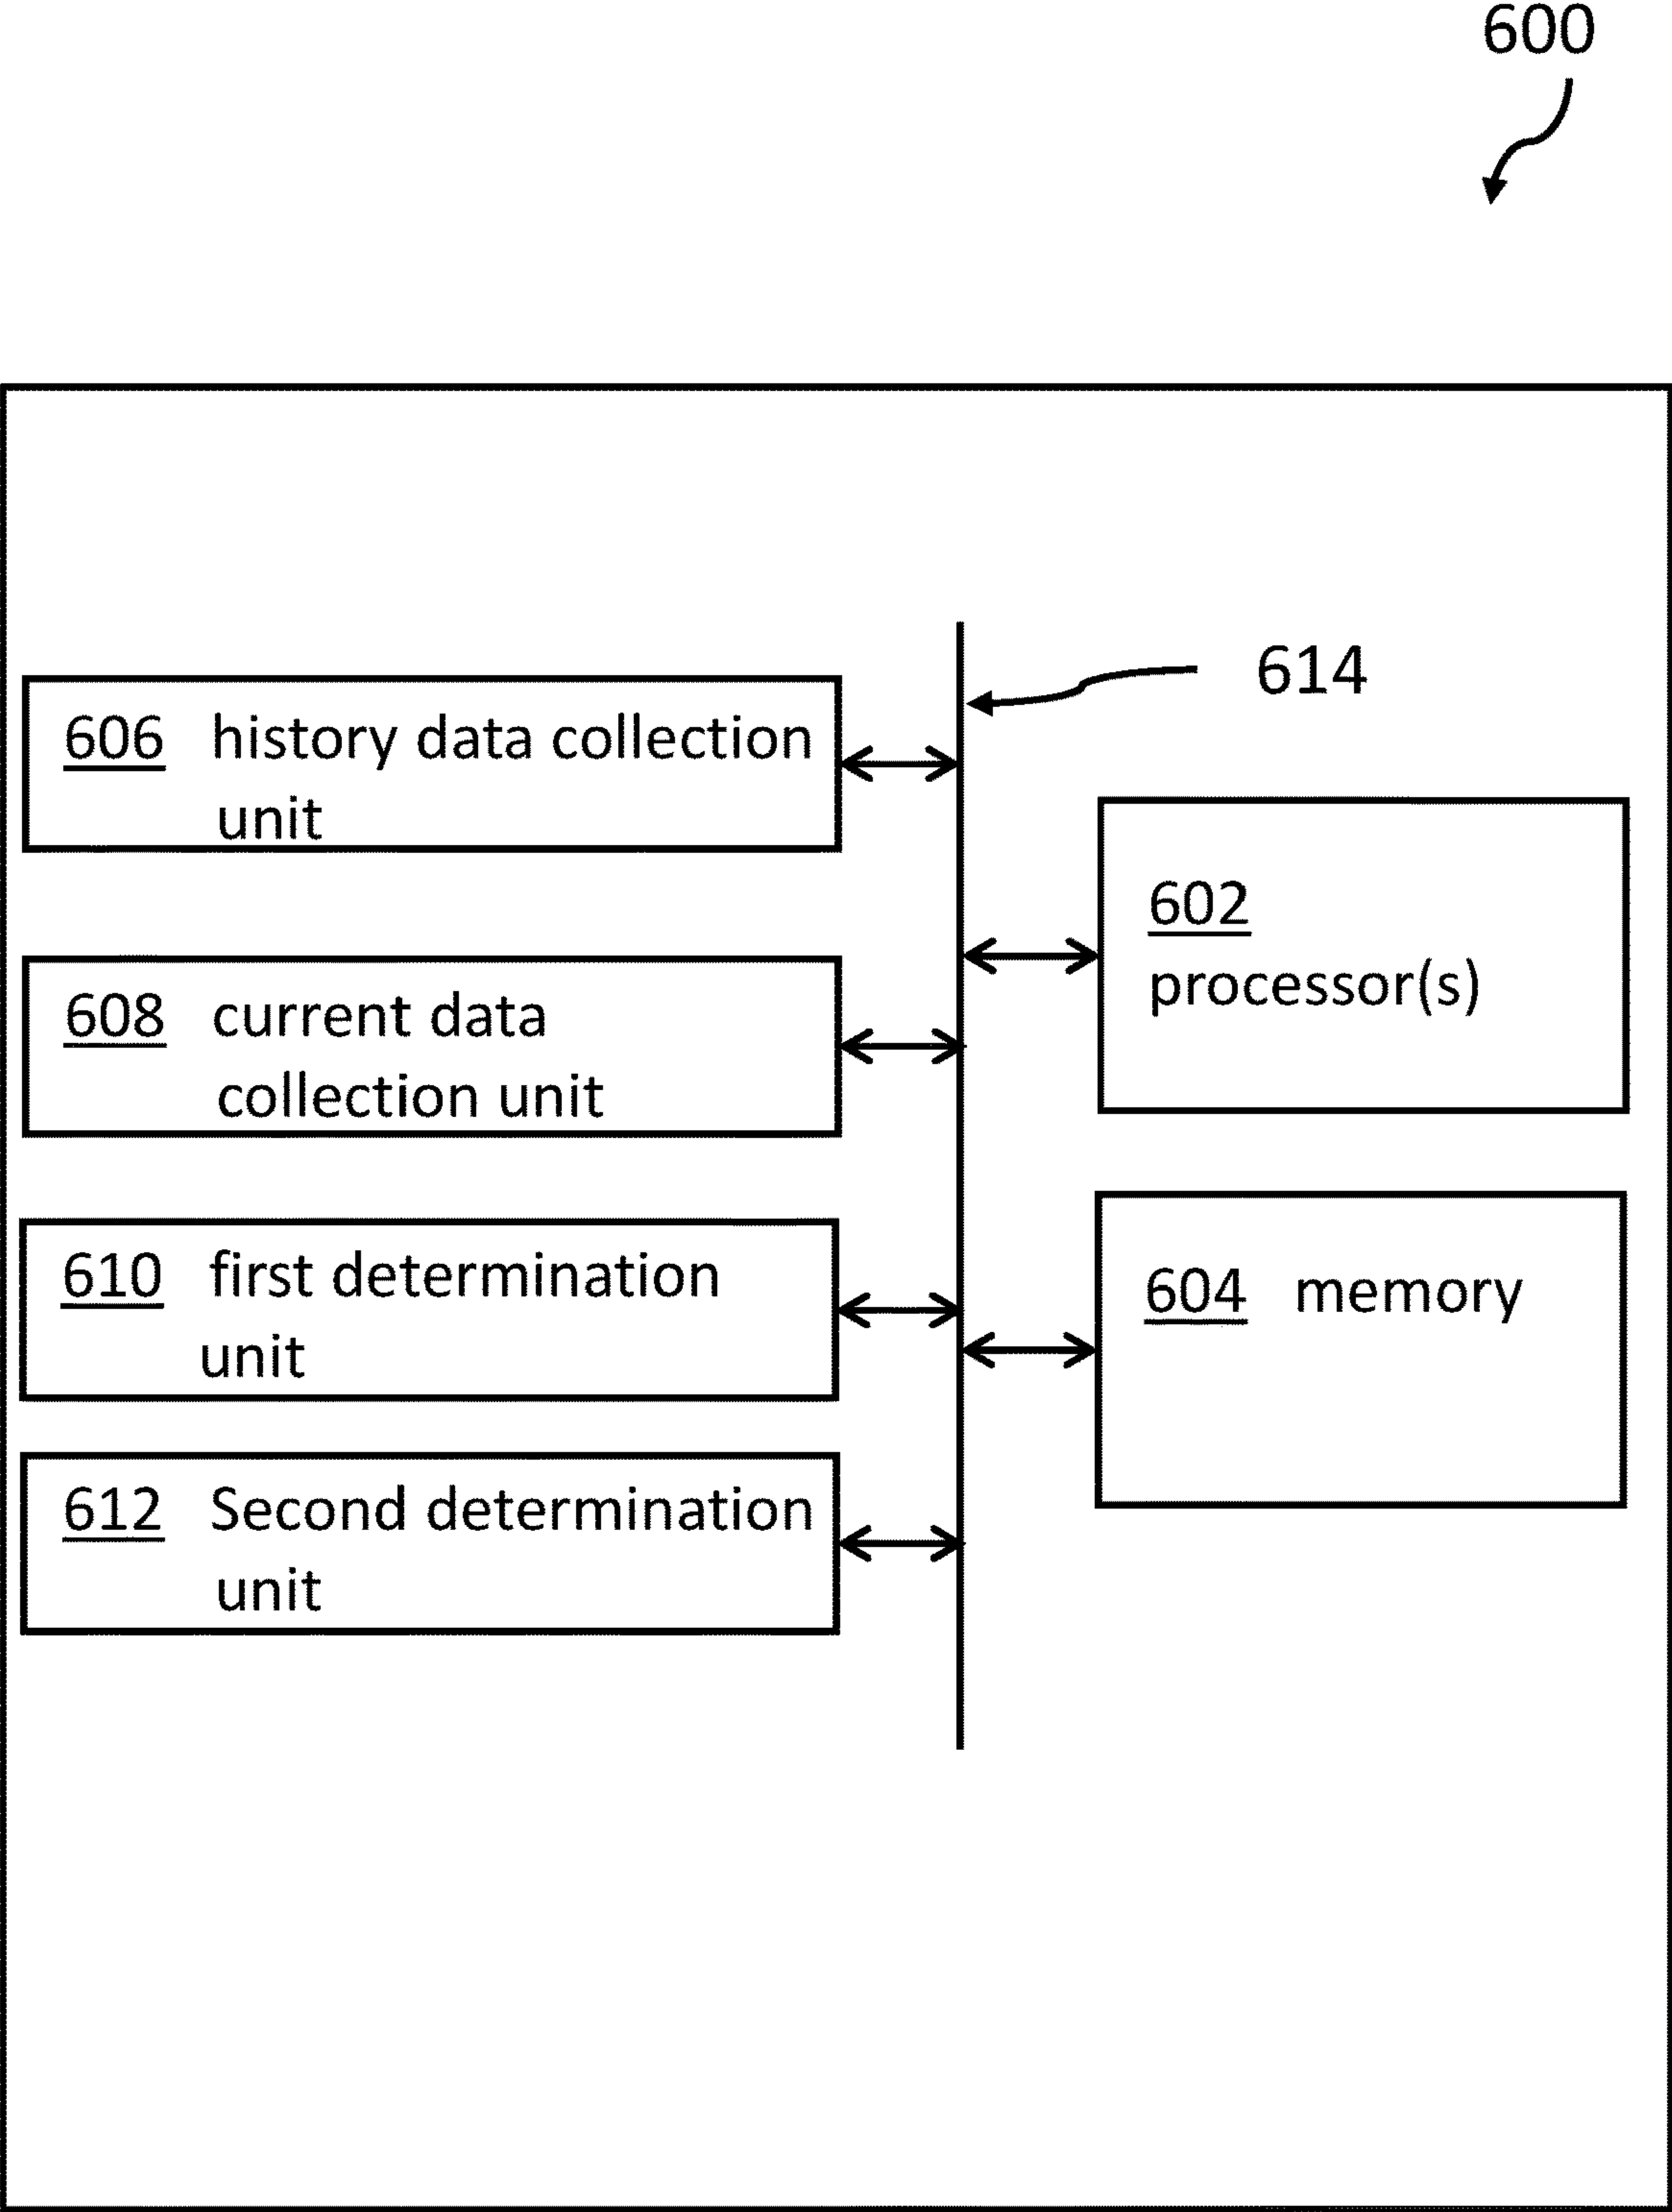 600
614
606 history data collection
unit
602
processor(s)
608 current data
collection unit
610 first determination
unit
604 memory
612 Second determination
unit